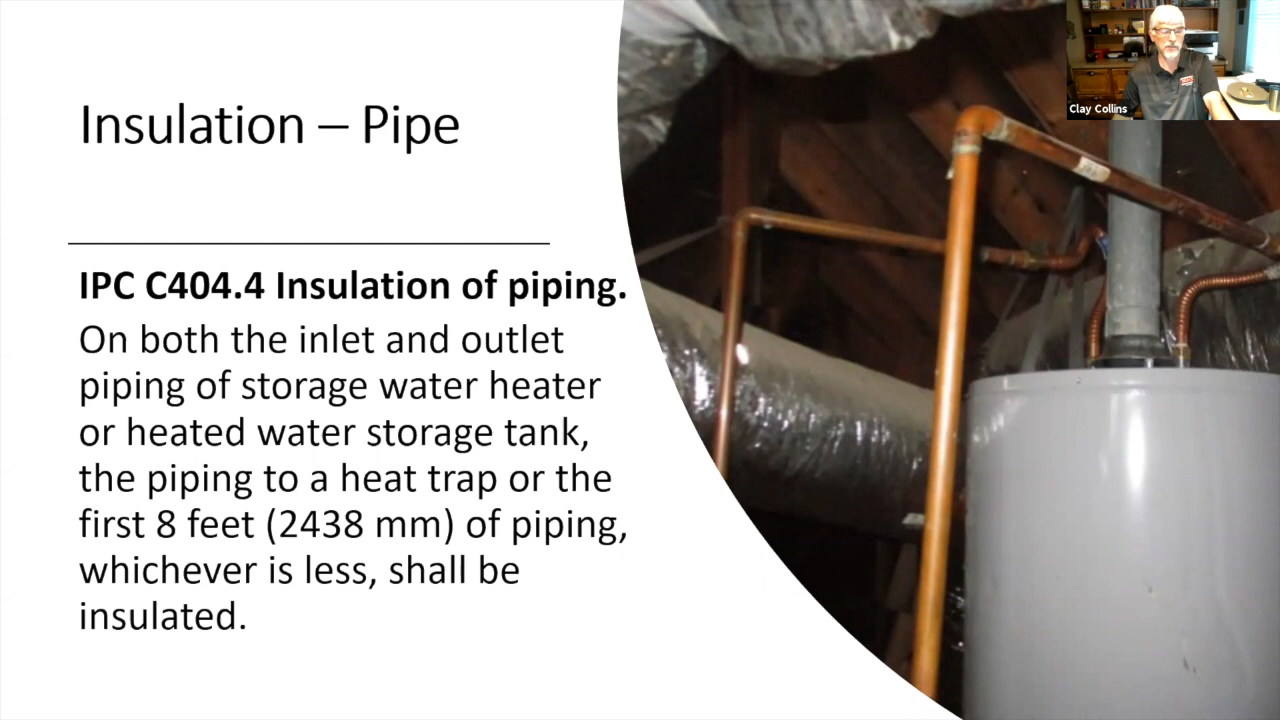 Clay Collins
Insulation – Pipe
IPC C404.4 Insulation of piping.
On both the inlet and outlet
piping of storage water heater
or heated water storage tank,
the piping to a heat trap or the
first 8 feet (2438 mm) of piping,
whichever is less, shall be
insulated.